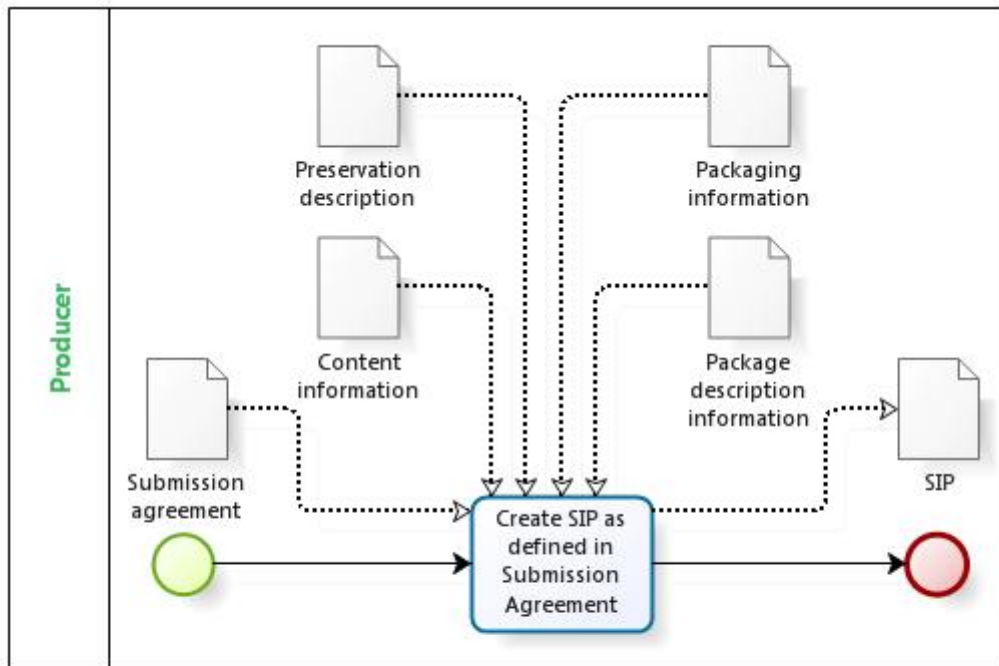 Producer
Preservation
description
Packaging
information
Content
information
Package
description
information
Submission
agreement
SIP
Create SIP as
defined in
Submission
Agreement